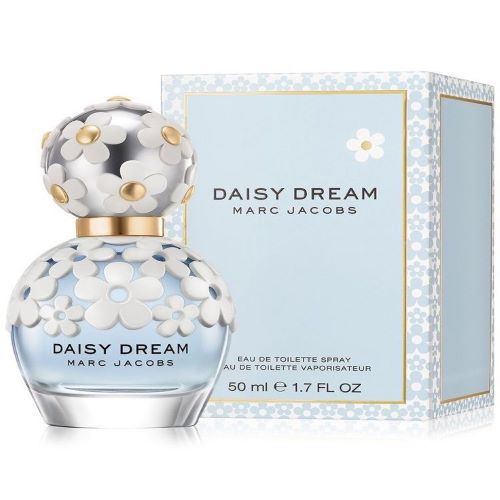 DAISY DREAM
MARC JACOBS
DAISY DREAM
MARC JACOBS
EAU DE TOILETTE SPRAY
EAU DE TOILETTE VAPORISATEUR
50 ml ℮ 1.7 FL OZ